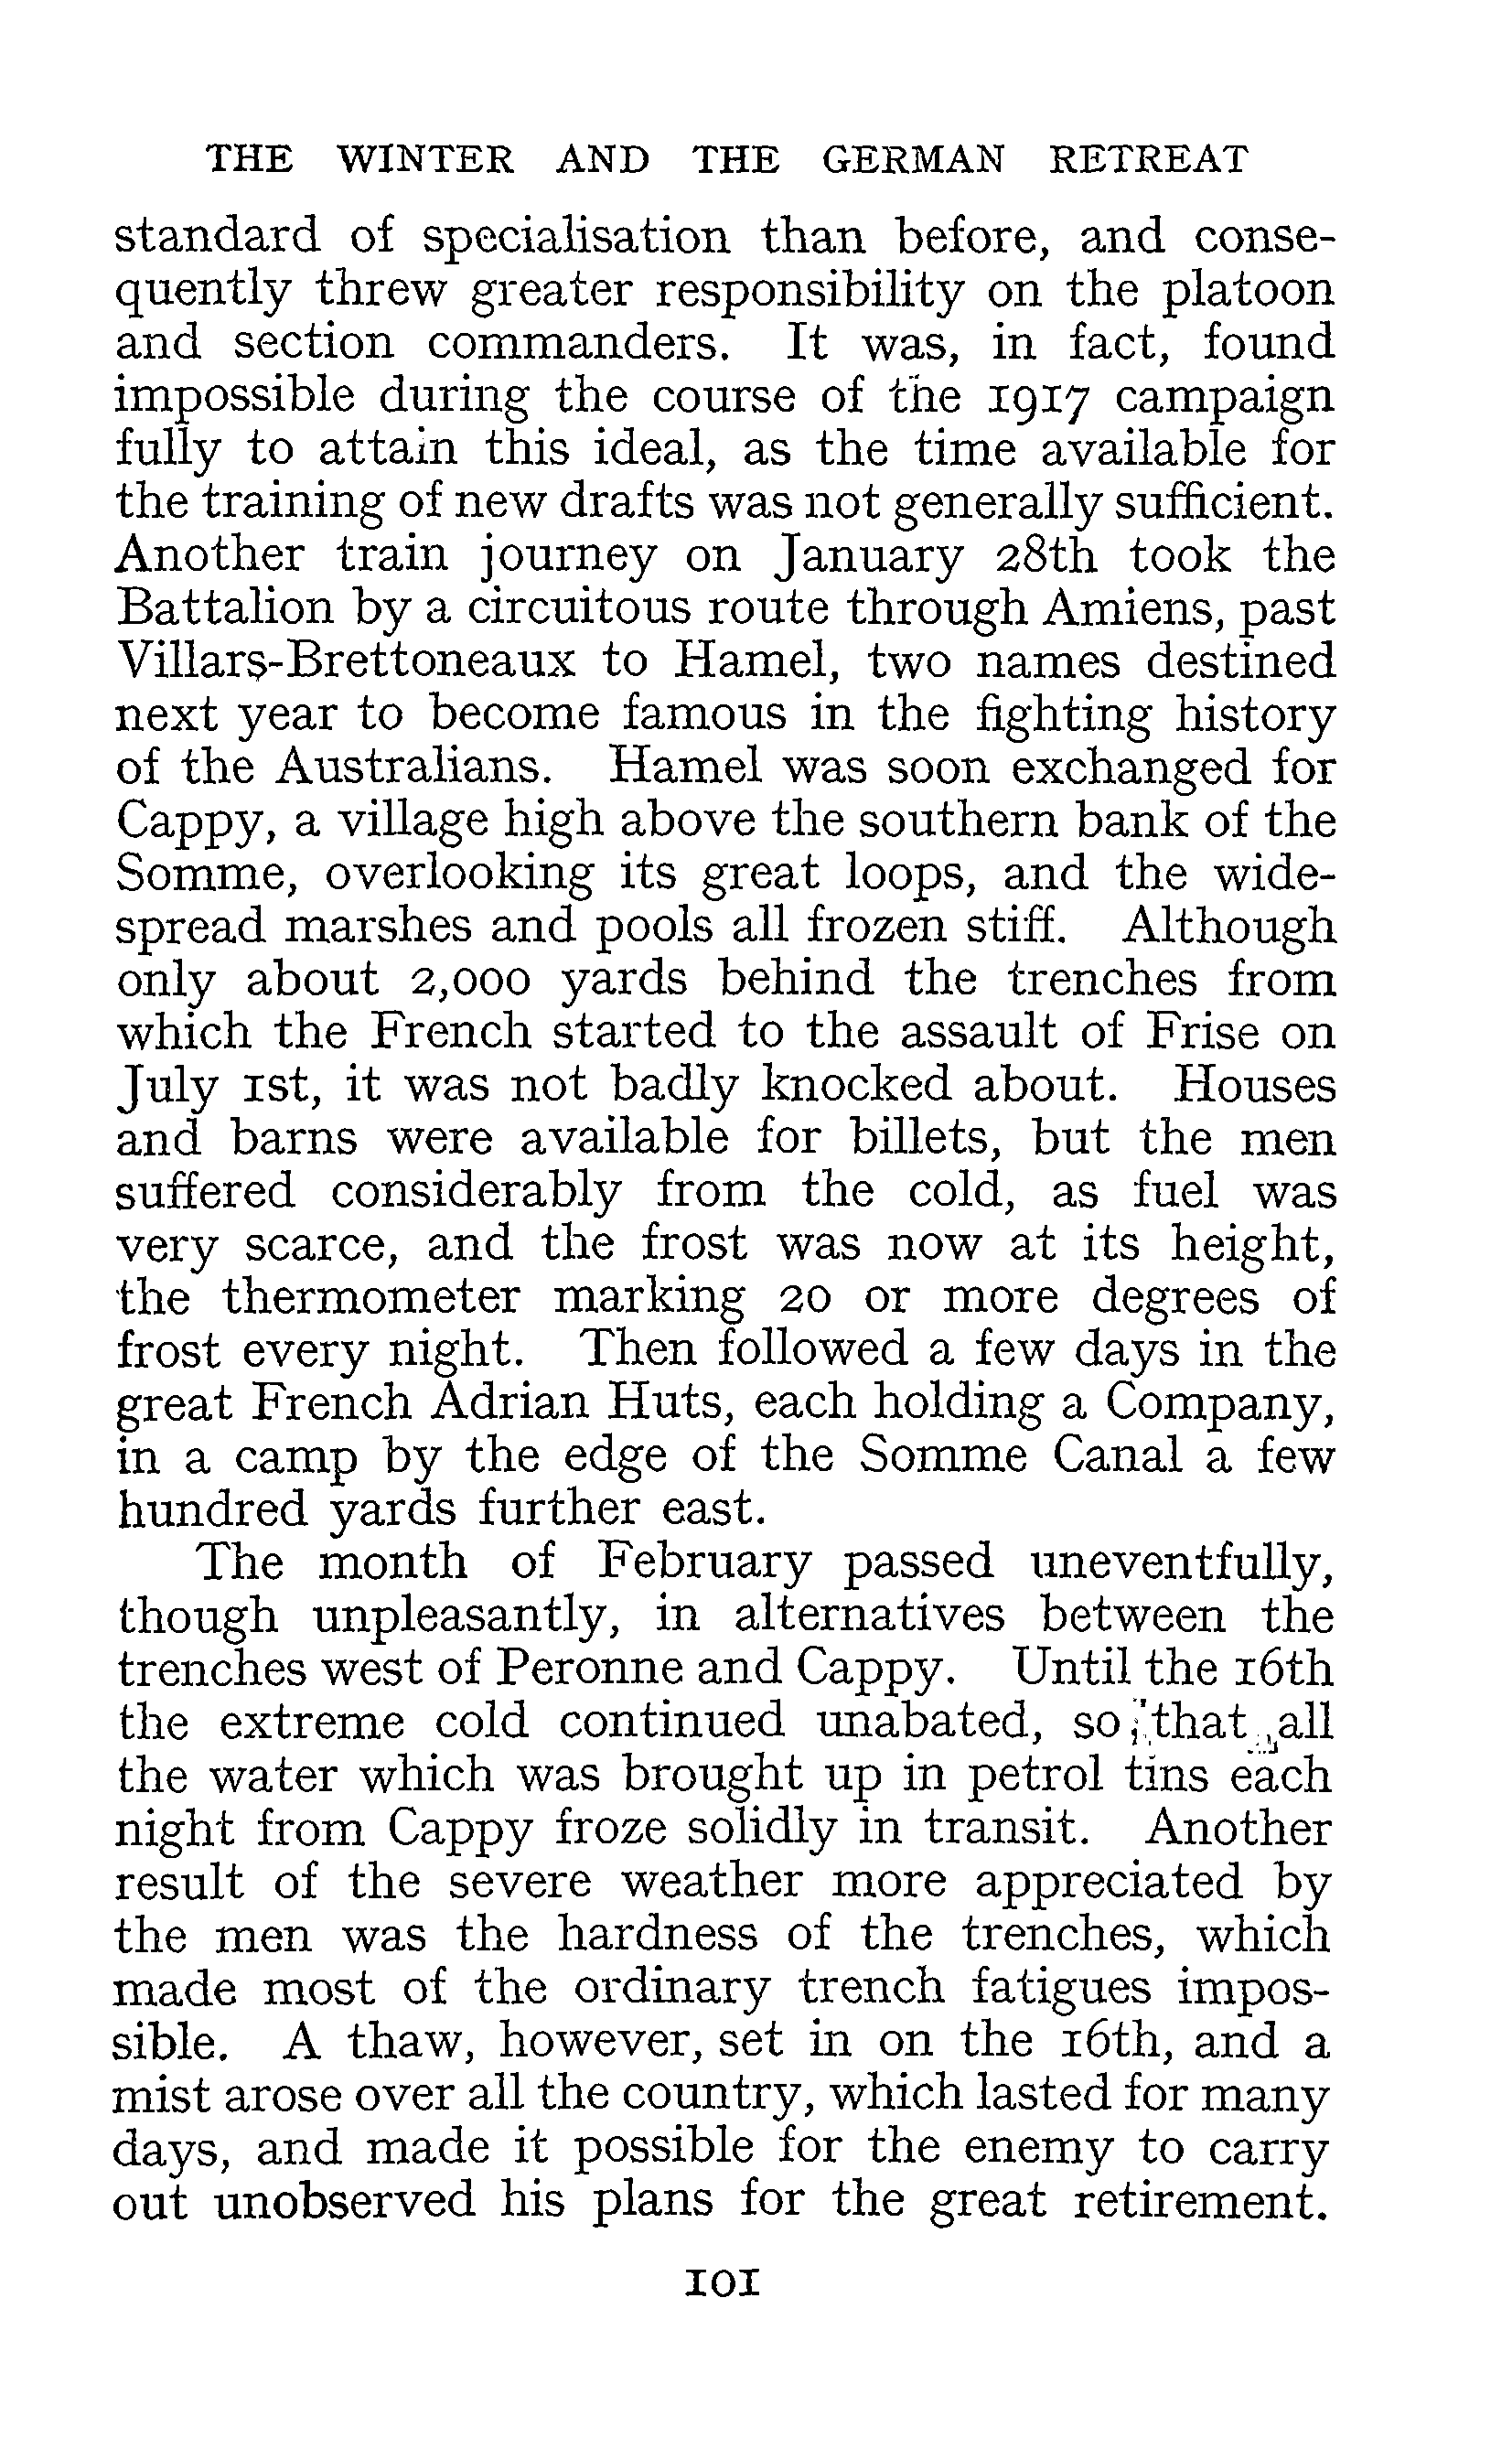 THE WINTER AND THE GERMAN RETREAT
standard of specialisation than before, and conse-
quently threw greater responsibility on the platoon
and section commanders. It was, in fact, found
impossible during the course of the 1917 campaign
fully to attain this ideal, as the time available for
the training of new drafts was not generally sufficient.
Another train journey on January 28th took the
Battalion by a circuitous route through Amiens, past
Villars-Brettoneaux to Hamel, two names destined
next year to become famous in the fighting history
of the Australians. Hamel was soon exchanged for
Cappy, a village high above the southern bank of the
Somme, overlooking its great loops, and the wide-
spread marshes and pools all frozen stiff. Although
only about 2,000 yards behind the trenches from
which the French started to the assault of Frise on
July 1st, it was not badly knocked about. Houses
and barns were available for billets, but the men
suffered considerably from the cold, as fuel was
very scarce, and the frost was now at its height,
the thermometer marking 20 or more degrees of
frost every night. Then followed a few days in the
great French Adrian Huts, each holding a Company,
in a camp by the edge of the Somme Canal a few
hundred yards further east.
The month of February passed uneventfully,
though unpleasantly, in alternatives between the
trenches west of Peronne and Cappy. Until the 16th
the extreme cold continued unabated, so that all
the water which was brought up in petrol tins each
night from Cappy froze solidly in transit. Another
result of the severe weather more appreciated by
the men was the hardness of the trenches, which
made most of the ordinary trench fatigues impos-
sible. A thaw, however, set in on the 16th, and a
mist arose over all the country, which lasted for many
days, and made it possible for the enemy to carry
out unobserved his plans for the great retirement.
101